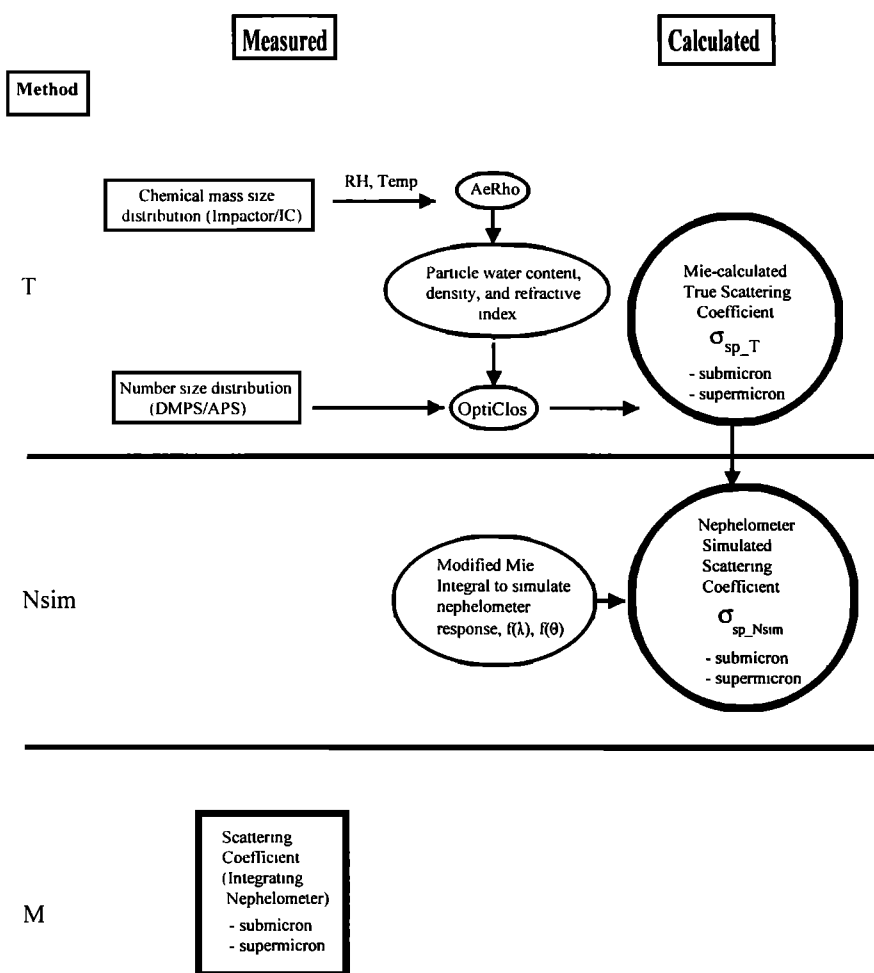 Measured
Calculated
Method
Chemical mass size
distribution (Impactor/IC)
RH, Temp
AeRho
T
Particle water content,
density, and refractive
index
Mie-calculated
True Scattering
Coefficient
σsp_T
- submicron
- supermicron
Number size distribution
(DMPS/APS)
OptiClos
Nsim
Modified Mie
Integral to simulate
nephelometer
response, f(λ), f(θ)
Nephelometer
Simulated
Scattering
Coefficient
σsp_Nsim
- submicron
- supermicron
M
Scattering
Coefficient
(Integrating
Nephelometer)
- submicron
- supermicron